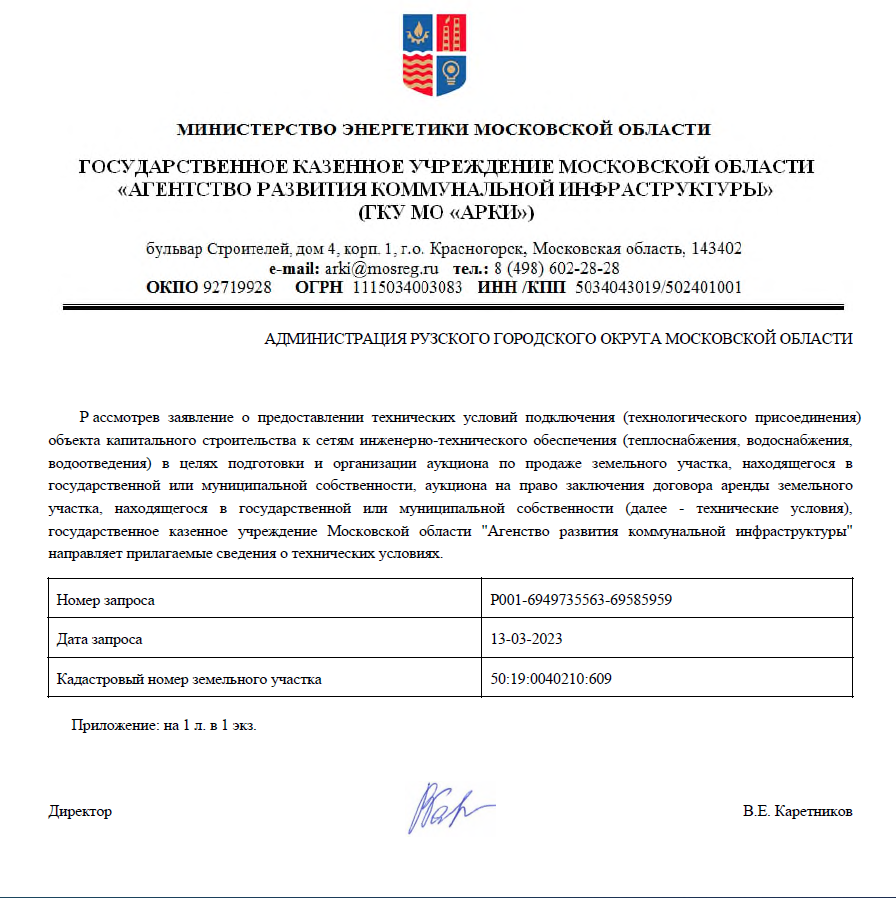 МИНИСТЕРСТВО ЭНЕРГЕТИКИ МОСКОВСКОЙ ОБЛАСТИ
ГОСУДАРСТВЕННОЕ КАЗЕННОЕ УЧРЕЖДЕНИЕ МОСКОВСКОЙ ОБЛАСТИ
«АГЕНТСТВО РАЗВИТИЯ КОММУНАЛЬНОЙ ИНФРАСТРУКТУРЫ»
(ГКУ МО «АРКИ»)
бульвар Строителей, дом 4, корп. 1, г.о. Красногорск, Московская область, 143402
e-mail: arki@mosreg.ru тел.: 8 (498) 602-28-28
ОКПО 92719928 ОГРН 1115034003083 ИНН /КПП 5034043019/502401001
АДМИНИСТРАЦИЯ РУЗСКОГО ГОРОДСКОГО ОКРУГА МОСКОВСКОЙ ОБЛАСТИ
Р ассмотрев заявление о предоставлении технических условий подключения (технологического присоединения)
объекта капитального строительства к сетям инженерно-технического обеспечения (теплоснабжения, водоснабжения,
водоотведения) в целях подготовки и организации аукциона по продаже земельного участка, находящегося в
государственной или муниципальной собственности, аукциона на право заключения договора аренды земельного
участка, находящегося в государственной или муниципальной собственности (далее - технические условия),
государственное казенное учреждение Московской области "Агенство развития коммунальной инфраструктуры"
направляет прилагаемые сведения о технических условиях.
Номер запроса P001-6949735563-69585959
Дата запроса 13-03-2023
Кадастровый номер земельного участка 50:19:0040210:609
Приложение: на 1 л. в 1 экз.
Директор В.Е. Каретников